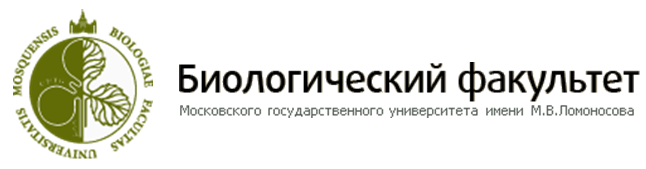 MOSQUENSIS BIOLOGIAE FACULTAS UNIVERSITATIS
Биологический факультет
Московского государственного университета имени М.В.Ломоносова